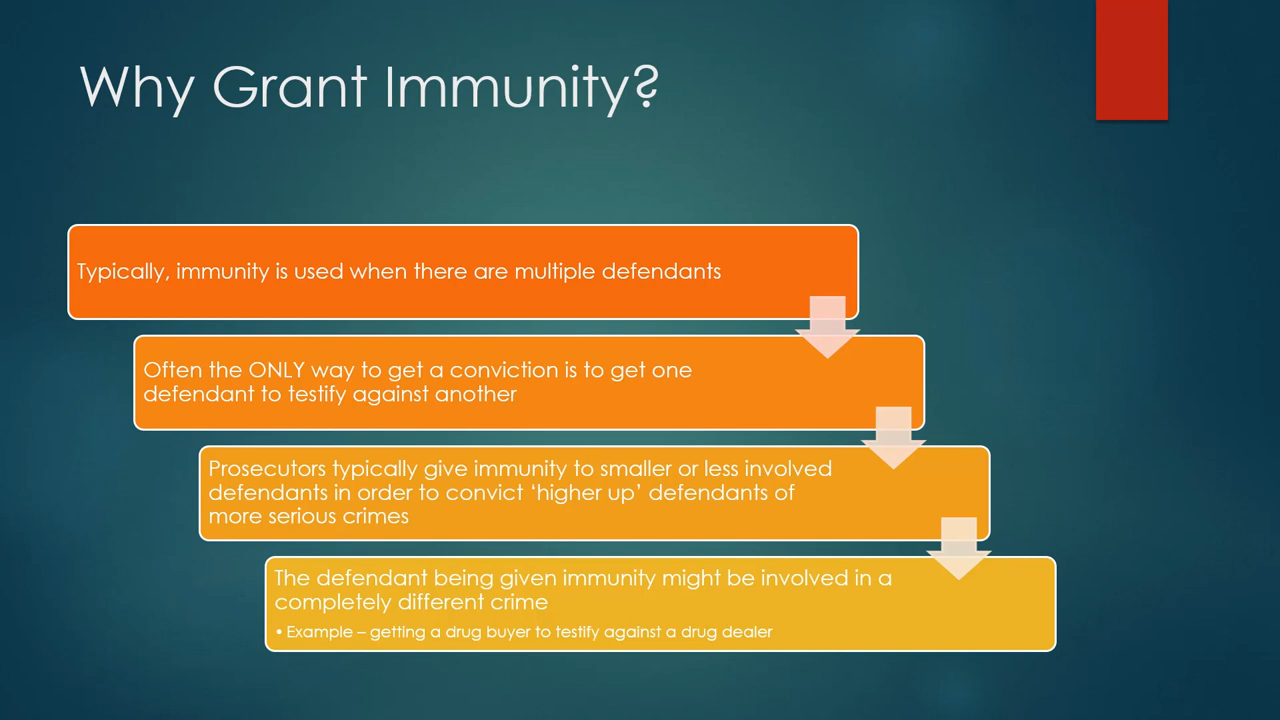 Why Grant Immunity?
Typically, immunity is used when there are multiple defendants
Often the ONLY way to get a conviction is to get one
defendant to testify against another
Prosecutors typically give immunity to smaller or less involved
defendants in order to convict ‘higher up’ defendants of
more serious crimes
The defendant being given immunity might be involved in a
completely different crime
• Example – getting a drug buyer to testify against a drug dealer